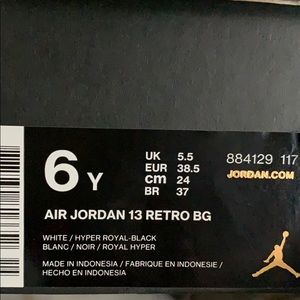 6 Y
UK 5.5
EUR 38.5
cm 24
BR 37
884129 117
JORDAN.COM
AIR JORDAN 13 RETRO BG
WHITE / HYPER ROYAL-BLACK
BLANC / NOIR / ROYAL HYPER
MADE IN INDONESIA / FABRIQUE EN INDONESIE /
HECHO EN INDONESIA